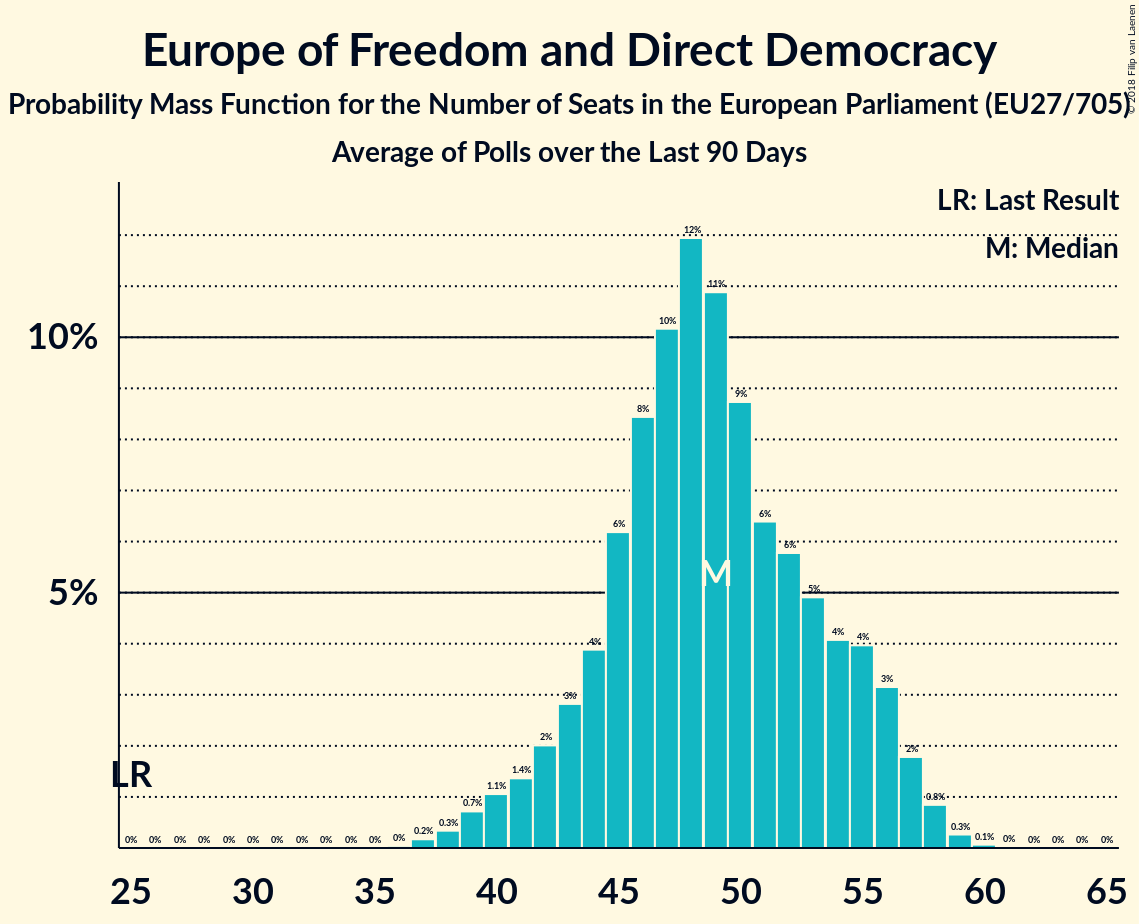 Europe of Freedom and Direct Democracy
Probability Mass Function for the Number of Seats in the European Parliament (EU27/705)
Average of Polls over the Last 90 Days
© 2018 Filip van Laenen
LR: Last Result
M: Median
10%
5%
LR
M
0% 0% 0% 0% 0% 0% 0% 0% 0% 0% 0% 0% 0.2% 0.3% 0.7% 1.1% 1.4% 2% 3% 4% 6% 8% 10% 12% 11% 9% 6% 6% 5% 4% 4% 3% 2% 0.8% 0.3% 0.1% 0% 0% 0% 0% 0%
25 30 35 40 45 50 55 60 65